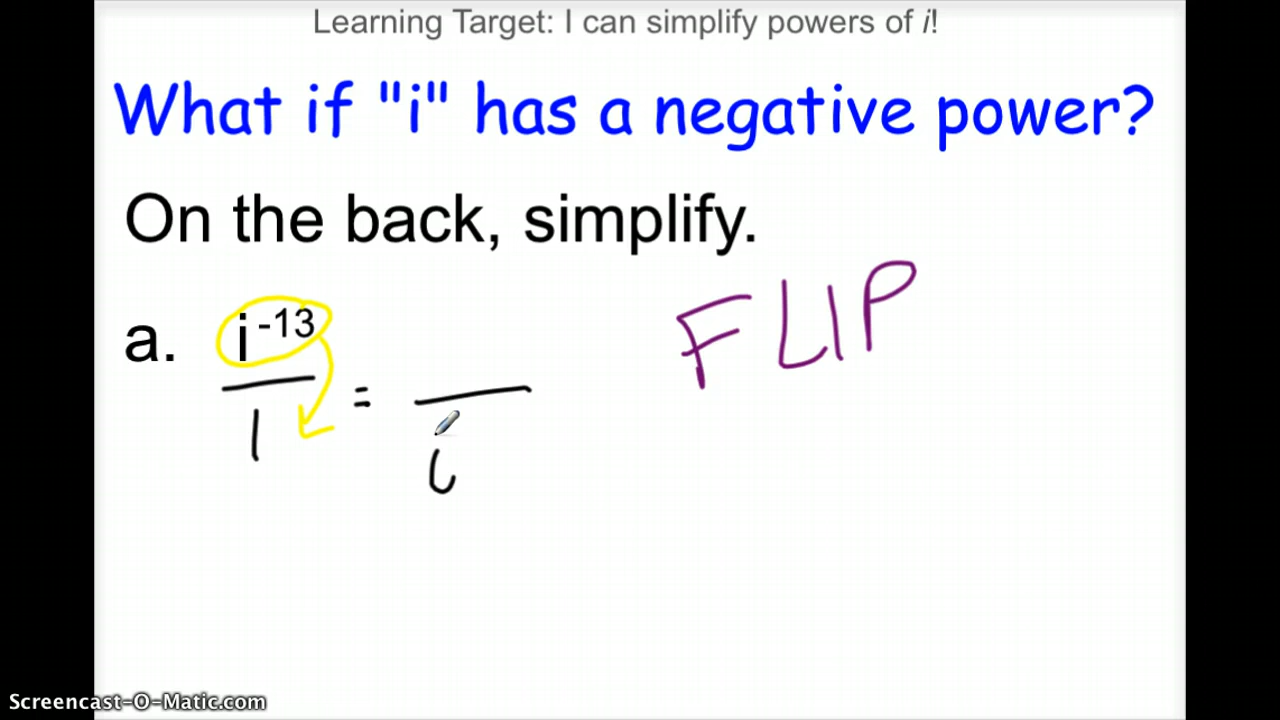 Learning Target: I can simplify powers of i!
What if "i" has a negative power?
On the back, simplify.
FLIP
a. i⁻¹³
= 
1
i
Screencast-O-Matic.com